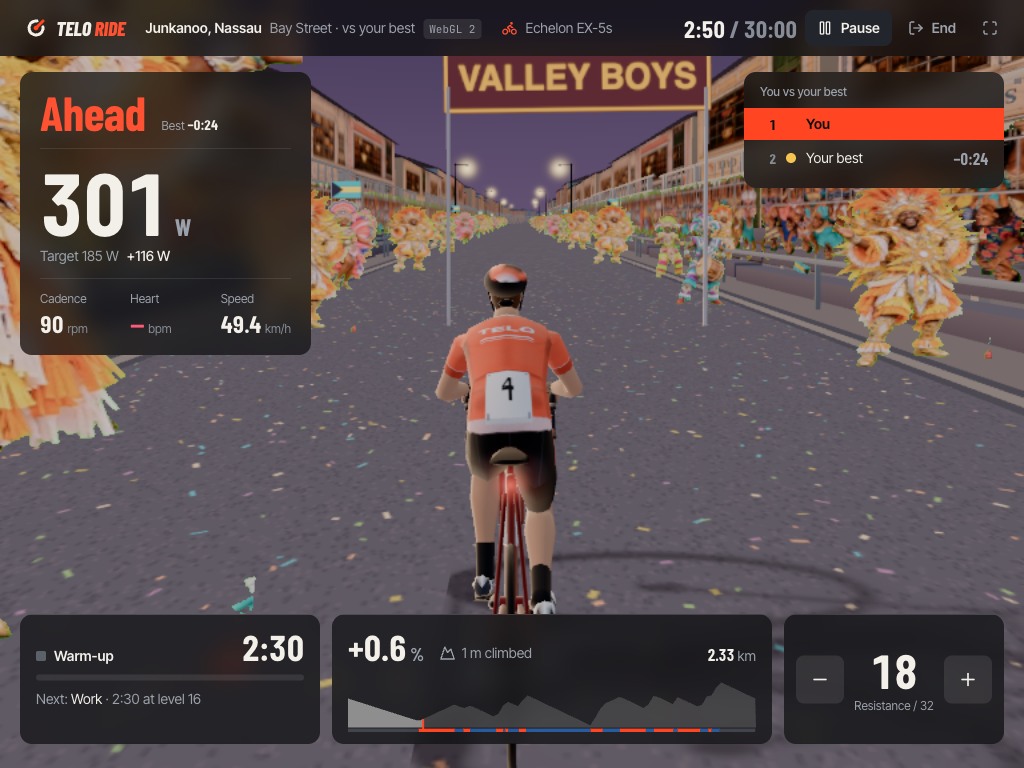 TELO RIDE Junkanoo, Nassau Bay Street · vs your best WebGL 2 Echelon EX-5s 2:50 / 30:00 Pause End
VALLEY BOYS
Ahead Best −0:24
301 W
Target 185 W +116 W
Cadence Heart Speed
90 rpm — bpm 49.4 km/h
You vs your best
1 You
2 Your best −0:24
TELO
4
Warm-up 2:30
Next: Work · 2:30 at level 16
+0.6 % 1 m climbed 2.33 km
− 18 +
Resistance / 32